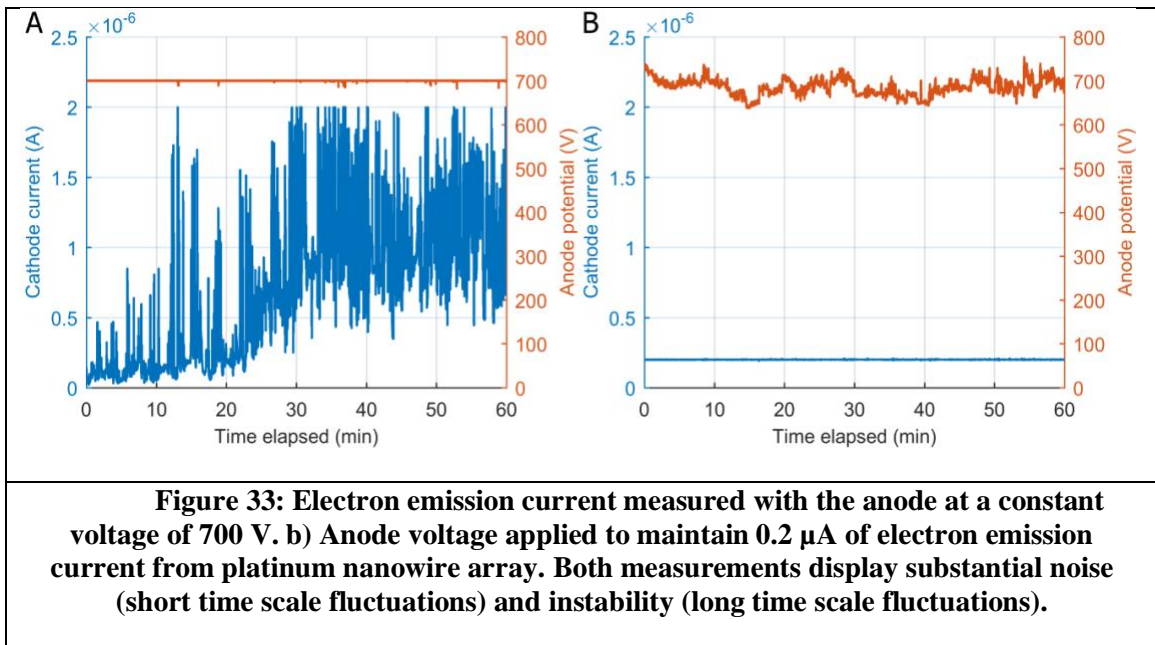 A
×10⁻⁶
2.5
2
1.5
1
0.5
0
Cathode current (A)
800
700
600
500
400
300
200
100
0
Anode potential (V)
0 10 20 30 40 50 60
Time elapsed (min)
B
×10⁻⁶
2.5
2
1.5
1
0.5
0
Cathode current (A)
800
700
600
500
400
300
200
100
0
Anode potential (V)
0 10 20 30 40 50 60
Time elapsed (min)
Figure 33: Electron emission current measured with the anode at a constant
voltage of 700 V. b) Anode voltage applied to maintain 0.2 µA of electron emission
current from platinum nanowire array. Both measurements display substantial noise
(short time scale fluctuations) and instability (long time scale fluctuations).